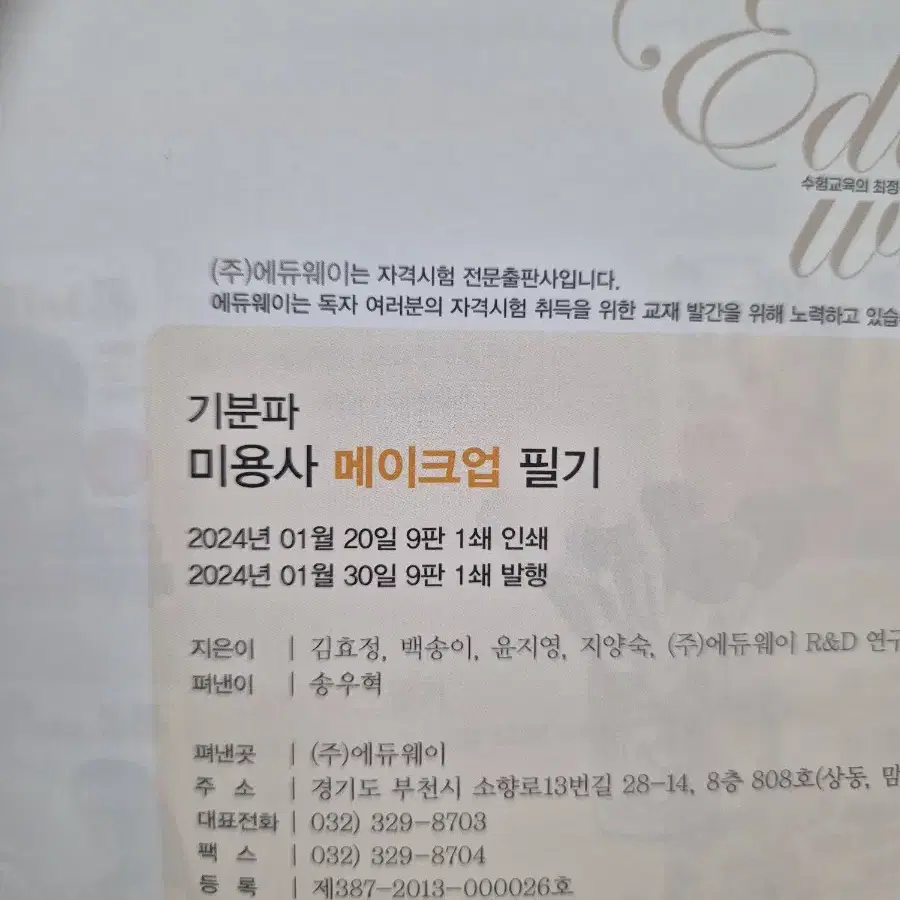 Ed
수험교육의 최정
w
(주)에듀웨이는 자격시험 전문출판사입니다.
에듀웨이는 독자 여러분의 자격시험 취득을 위한 교재 발간을 위해 노력하고 있습
기분파
미용사 메이크업 필기
2024년 01월 20일 9판 1쇄 인쇄
2024년 01월 30일 9판 1쇄 발행
지은이 | 김효정, 백송이, 윤지영, 지양숙, (주)에듀웨이 R&D 연구
펴낸이 | 송우혁
펴낸곳 | (주)에듀웨이
주 소 | 경기도 부천시 소향로13번길 28-14, 8층 808호(상동, 맘
대표전화 | 032) 329-8703
팩 스 | 032) 329-8704
등 록 | 제387-2013-000026호